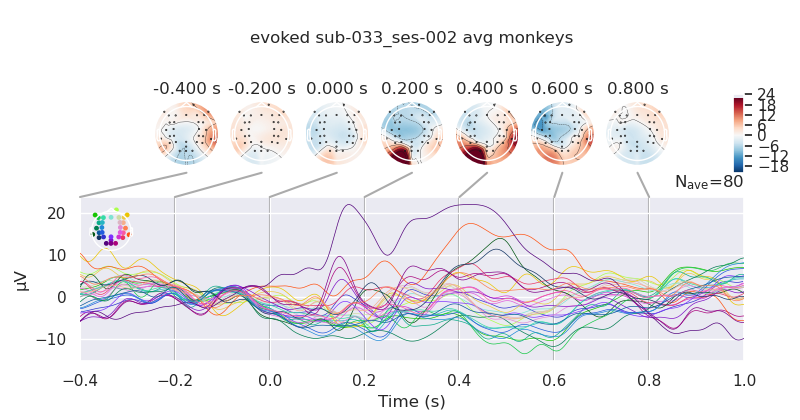 evoked sub-033_ses-002 avg monkeys
-0.400 s -0.200 s 0.000 s 0.200 s 0.400 s 0.600 s 0.800 s
24
18
12
6
0
−6
−12
−18
Nave=80
20
10
0
−10
µV
−0.4 −0.2 0.0 0.2 0.4 0.6 0.8 1.0
Time (s)